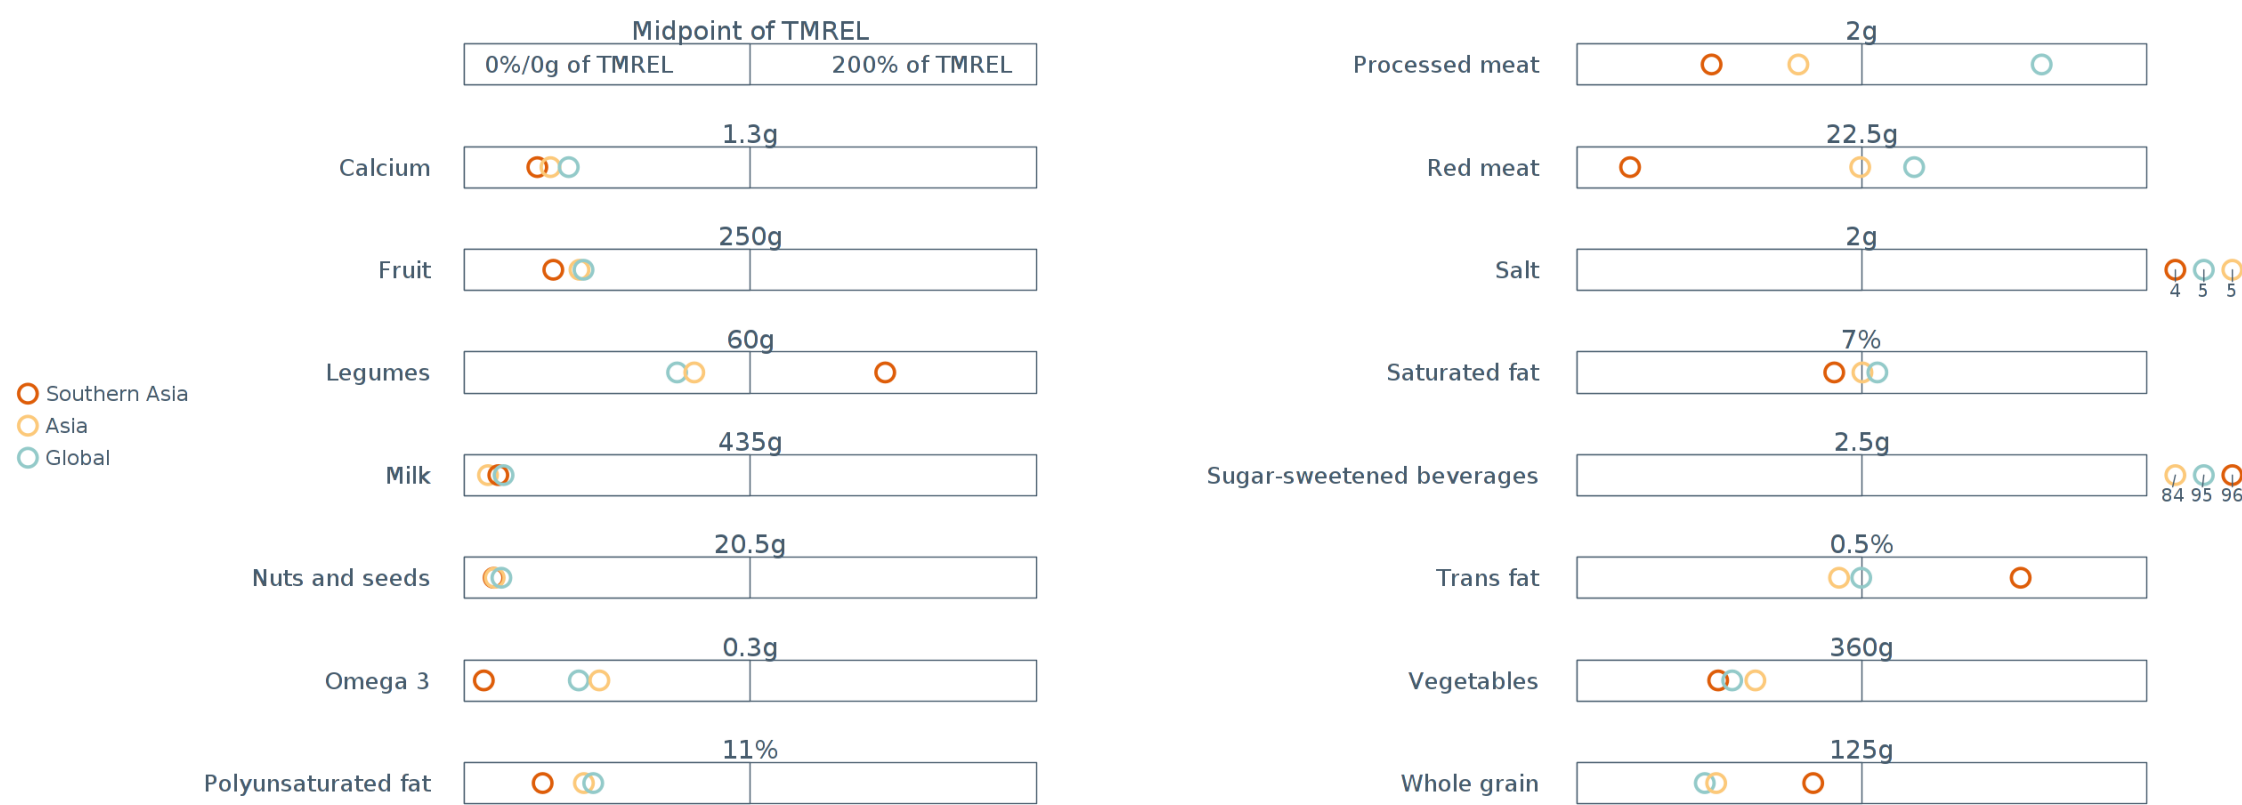 Midpoint of TMREL
0%/0g of TMREL
200% of TMREL
1.3g
Calcium
250g
Fruit
60g
Legumes
435g
Milk
20.5g
Nuts and seeds
0.3g
Omega 3
11%
Polyunsaturated fat
Southern Asia
Asia
Global
2g
Processed meat
22.5g
Red meat
2g
Salt
4 5 5
7%
Saturated fat
2.5g
Sugar-sweetened beverages
84 95 96
0.5%
Trans fat
360g
Vegetables
125g
Whole grain